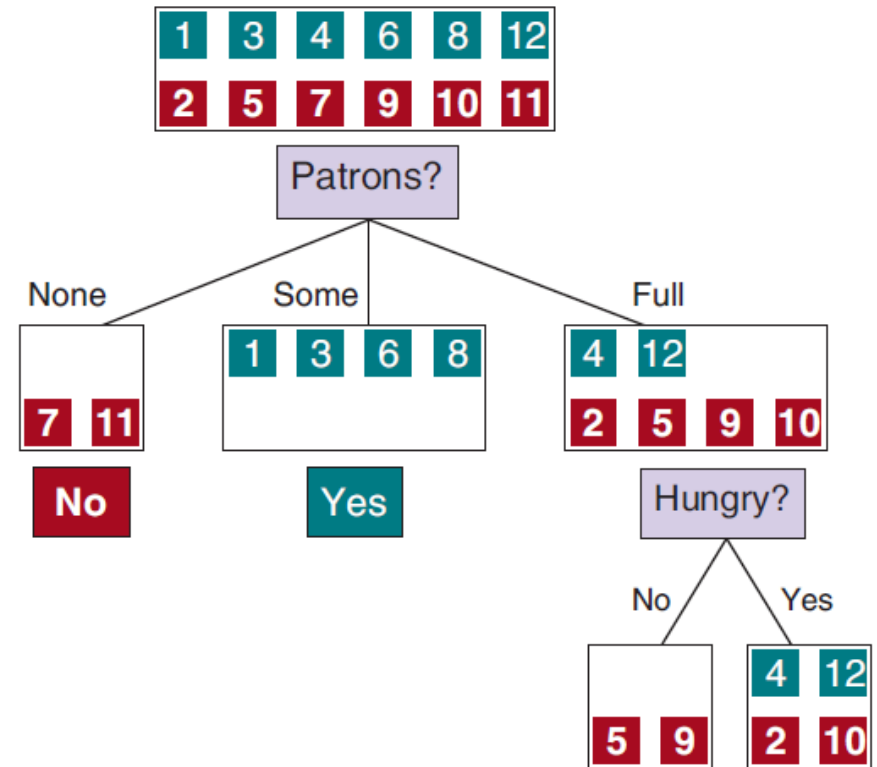 1 3 4 6 8 12
2 5 7 9 10 11
Patrons?
None Some Full
1 3 6 8 4 12
7 11 2 5 9 10
No Yes Hungry?
No Yes
4 12
5 9 2 10